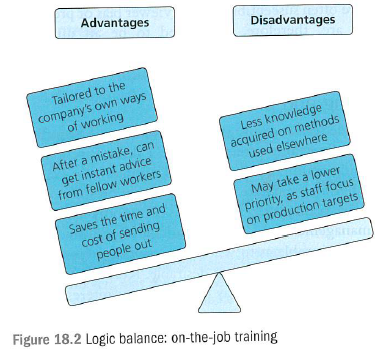 Advantages
Disadvantages
Tailored to the
company's own ways
of working
After a mistake, can
get instant advice
from fellow workers
Saves the time and
cost of sending
people out
Less knowledge
acquired on methods
used elsewhere
May take a lower
priority, as staff focus
on production targets
Figure 18.2 Logic balance: on-the-job training